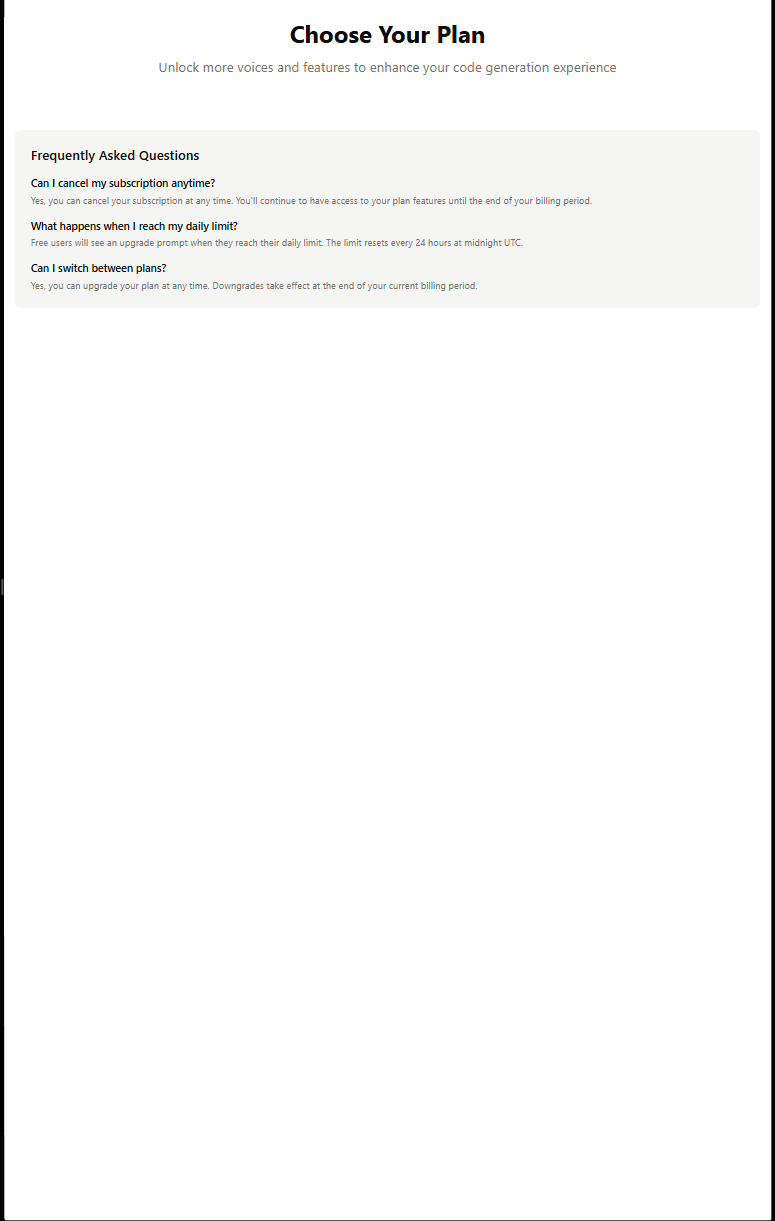 Choose Your Plan
Unlock more voices and features to enhance your code generation experience
Frequently Asked Questions
Can I cancel my subscription anytime?
Yes, you can cancel your subscription at any time. You'll continue to have access to your plan features until the end of your billing period.
What happens when I reach my daily limit?
Free users will see an upgrade prompt when they reach their daily limit. The limit resets every 24 hours at midnight UTC.
Can I switch between plans?
Yes, you can upgrade your plan at any time. Downgrades take effect at the end of your current billing period.